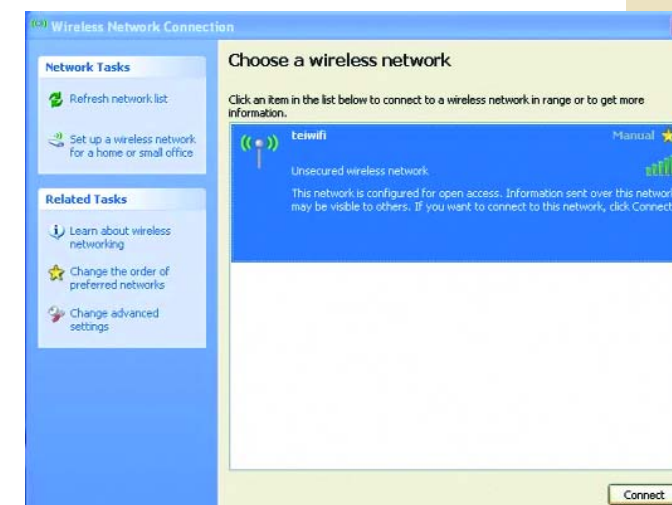 Wireless Network Connection
Network Tasks
Refresh network list
Set up a wireless network
for a home or small office
Related Tasks
Learn about wireless
networking
Change the order of
preferred networks
Change advanced
settings
Choose a wireless network
Click an item in the list below to connect to a wireless network in range or to get more
information.
teiwifi
Manual
Unsecured wireless network
This network is configured for open access. Information sent over this network
may be visible to others. If you want to connect to this network, click Connect
Connect